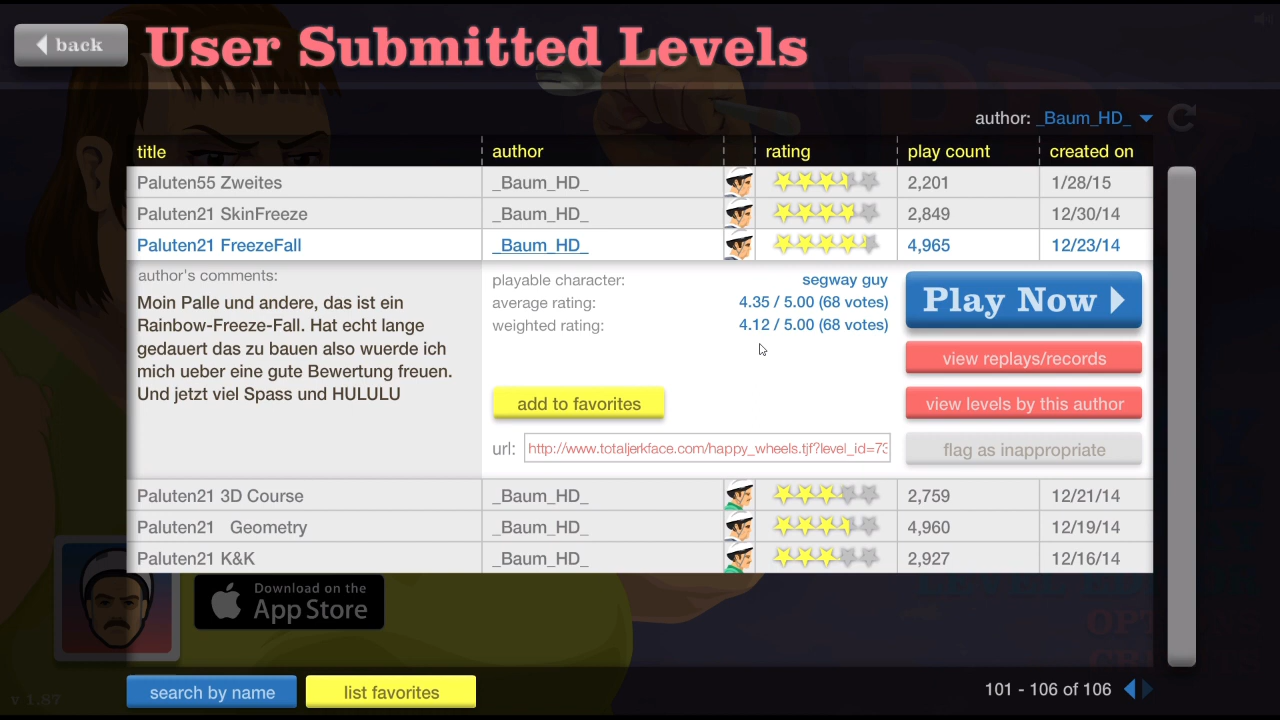 back
User Submitted Levels
author: _Baum_HD_
title author rating play count created on
Paluten55 Zweites _Baum_HD_ 2,201 1/28/15
Paluten21 SkinFreeze _Baum_HD_ 2,849 12/30/14
Paluten21 FreezeFall _Baum_HD_ 4,965 12/23/14
author's comments:
Moin Palle und andere, das ist ein
Rainbow-Freeze-Fall. Hat echt lange
gedauert das zu bauen also wuerde ich
mich ueber eine gute Bewertung freuen.
Und jetzt viel Spass und HULULU
playable character: segway guy
average rating: 4.35 / 5.00 (68 votes)
weighted rating: 4.12 / 5.00 (68 votes)
add to favorites
url: http://www.totaljerkface.com/happy_wheels.tjf?level_id=73
Play Now
view replays/records
view levels by this author
flag as inappropriate
Paluten21 3D Course _Baum_HD_ 2,759 12/21/14
Paluten21 Geometry _Baum_HD_ 4,960 12/19/14
Paluten21 K&K _Baum_HD_ 2,927 12/16/14
Download on the
App Store
v 1.87
search by name
list favorites
101 - 106 of 106